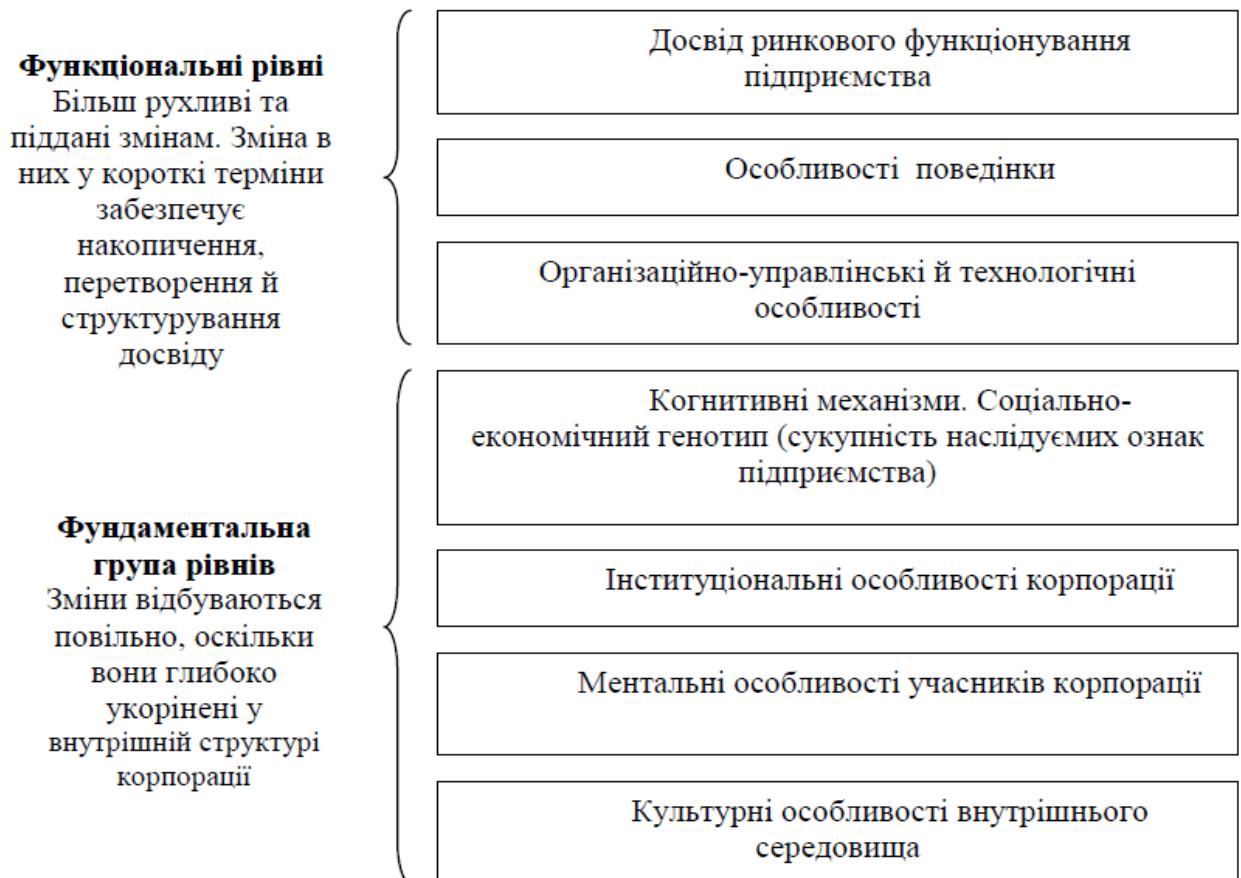 Функціональні рівні
Більш рухливі та
піддані змінам. Зміна в
них у короткі терміни
забезпечує
накопичення,
перетворення й
структурування
досвіду
Досвід ринкового функціонування
підприємства
Особливості поведінки
Організаційно-управлінські й технологічні
особливості
Фундаментальна
група рівнів
Зміни відбуваються
повільно, оскільки
вони глибоко
укорінені у
внутрішній структурі
корпорації
Когнитивні механізми. Соціально-
економічний генотип (сукупність наслідуємих ознак
підприємства)
Інституціональні особливості корпорації
Ментальні особливості учасників корпорації
Культурні особливості внутрішнього
середовища